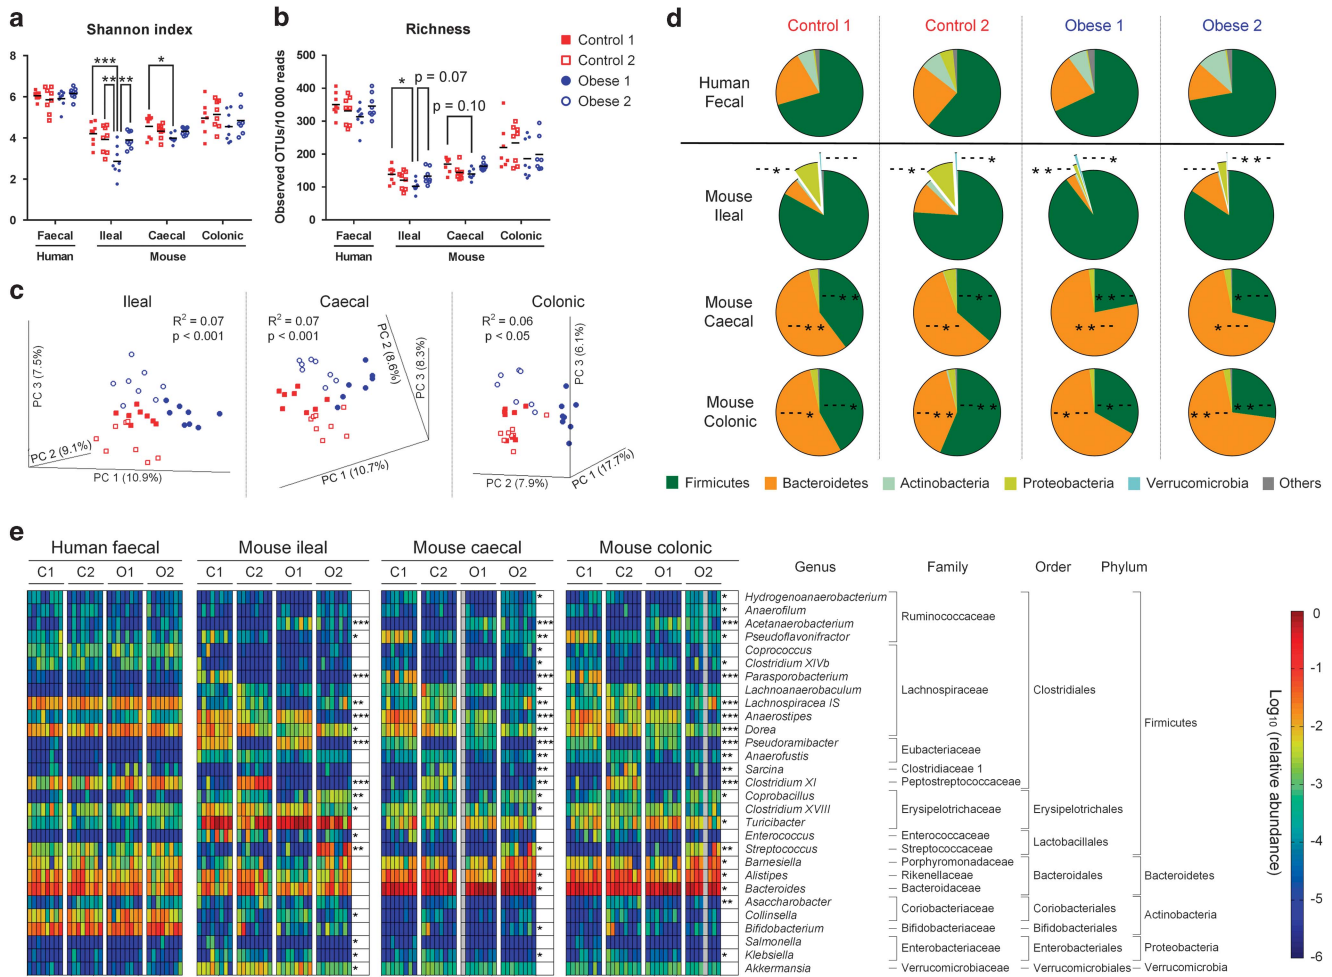 a
Shannon index
8
6
4
2
0
*** ** ** *
Faecal Ileal Caecal Colonic
Human Mouse
b
Richness
Observed OTUs/10 000 reads
500
400
300
200
100
0
* p = 0.07
p = 0.10
Faecal Ileal Caecal Colonic
Human Mouse
Control 1
Control 2
Obese 1
Obese 2
c
Ileal
R² = 0.07
p < 0.001
PC 3 (7.5%)
PC 2 (9.1%)
PC 1 (10.9%)
Caecal
R² = 0.07
p < 0.001
PC 2 (8.6%)
PC 3 (8.3%)
PC 1 (10.7%)
Colonic
R² = 0.06
p < 0.05
PC 3 (6.1%)
PC 2 (7.9%)
PC 1 (17.7%)
d
Control 1 Control 2 Obese 1 Obese 2
Human
Fecal
Mouse
Ileal
* * * ** * **
Mouse
Caecal
** * ** *
** * ** *
Mouse
Colonic
* ** * **
* ** * **
Firmicutes Bacteroidetes Actinobacteria Proteobacteria Verrucomicrobia Others
e
Human faecal Mouse ileal Mouse caecal Mouse colonic
C1 C2 O1 O2 C1 C2 O1 O2 C1 C2 O1 O2 C1 C2 O1 O2
Genus Family Order Phylum
* * Hydrogenoanaerobacterium
* * Anaerofilum
*** *** *** Acetanaerobacterium
* * * Pseudoflavonifractor
* Coprococcus
* * Clostridium XIVb
*** *** *** Parasporobacterium
* Lachnoanaerobaculum
** ** *** Lachnospiracea IS
*** *** *** Anaerostipes
* ** *** Dorea
*** *** *** Pseudoramibacter
** ** Anaerofustis
** ** Sarcina
*** ** *** Clostridium XI
** * Coprobacillus
* * Clostridium XVIII
* Turicibacter
* Enterococcus
** * ** Streptococcus
* * Barnesiella
* Alistipes
* Bacteroides
** Asaccharobacter
* Collinsella
* Bifidobacterium
* Salmonella
* * * Klebsiella
* Akkermansia
Ruminococcaceae
Lachnospiraceae
Eubacteriaceae
Clostridiaceae 1
Peptostreptococcaceae
Erysipelotrichaceae
Enterococcaceae
Streptococcaceae
Porphyromonadaceae
Rikenellaceae
Bacteroidaceae
Coriobacteriaceae
Bifidobacteriaceae
Enterobacteriaceae
Verrucomicrobiaceae
Clostridiales
Erysipelotrichales
Lactobacillales
Bacteroidales
Coriobacteriales
Bifidobacteriales
Enterobacteriales
Verrucomicrobiales
Firmicutes
Bacteroidetes
Actinobacteria
Proteobacteria
Verrucomicrobia
0
-1
-2
-3
-4
-5
-6
Log₁₀ (relative abundance)